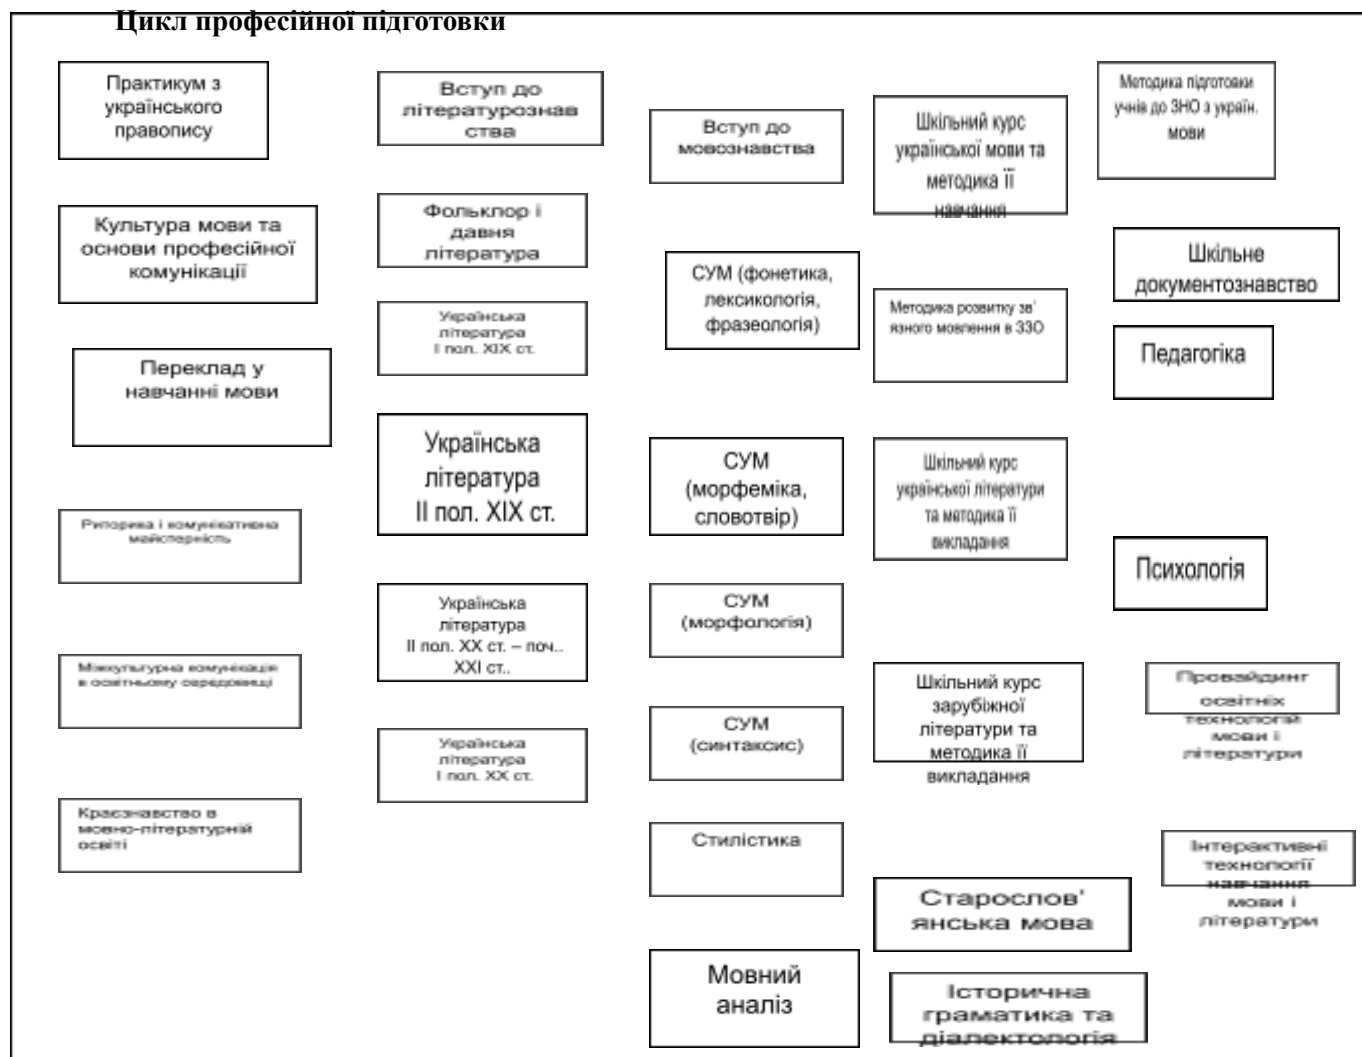 Цикл професійної підготовки
Практикум з
українського
правопису
Культура мови та
основи професійної
комунікації
Переклад у
навчанні мови
Риторика і комунікативна
майстерність
Міжкультурна комунікація
в освітньому середовищі
Краєзнавство в
мовно-літературній
освіті
Вступ до
літературознав
ства
Фольклор і
давня
література
Українська
література
І пол. ХІХ ст.
Українська
література
ІІ пол. ХІХ ст.
Українська
література
ІІ пол. ХХ ст. – поч..
ХХІ ст..
Українська
література
І пол. ХХ ст.
Вступ до
мовознавства
СУМ (фонетика,
лексикологія,
фразеологія)
СУМ
(морфеміка,
словотвір)
СУМ
(морфологія)
СУМ
(синтаксис)
Стилістика
Мовний
аналіз
Шкільний курс
української мови та
методика її
навчання
Методика розвитку зв'
язного мовлення в ЗЗО
Шкільний курс
української літератури
та методика її
викладання
Шкільний курс
зарубіжної
літератури та
методика її
викладання
Старослов'
янська мова
Історична
граматика та
діалектологія
Методика підготовки
учнів до ЗНО з україн.
мови
Шкільне
документознавство
Педагогіка
Психологія
Провайдинг
освітніх
технологій
мови і
літератури
Інтерактивні
технології
навчання
мови і
літератури